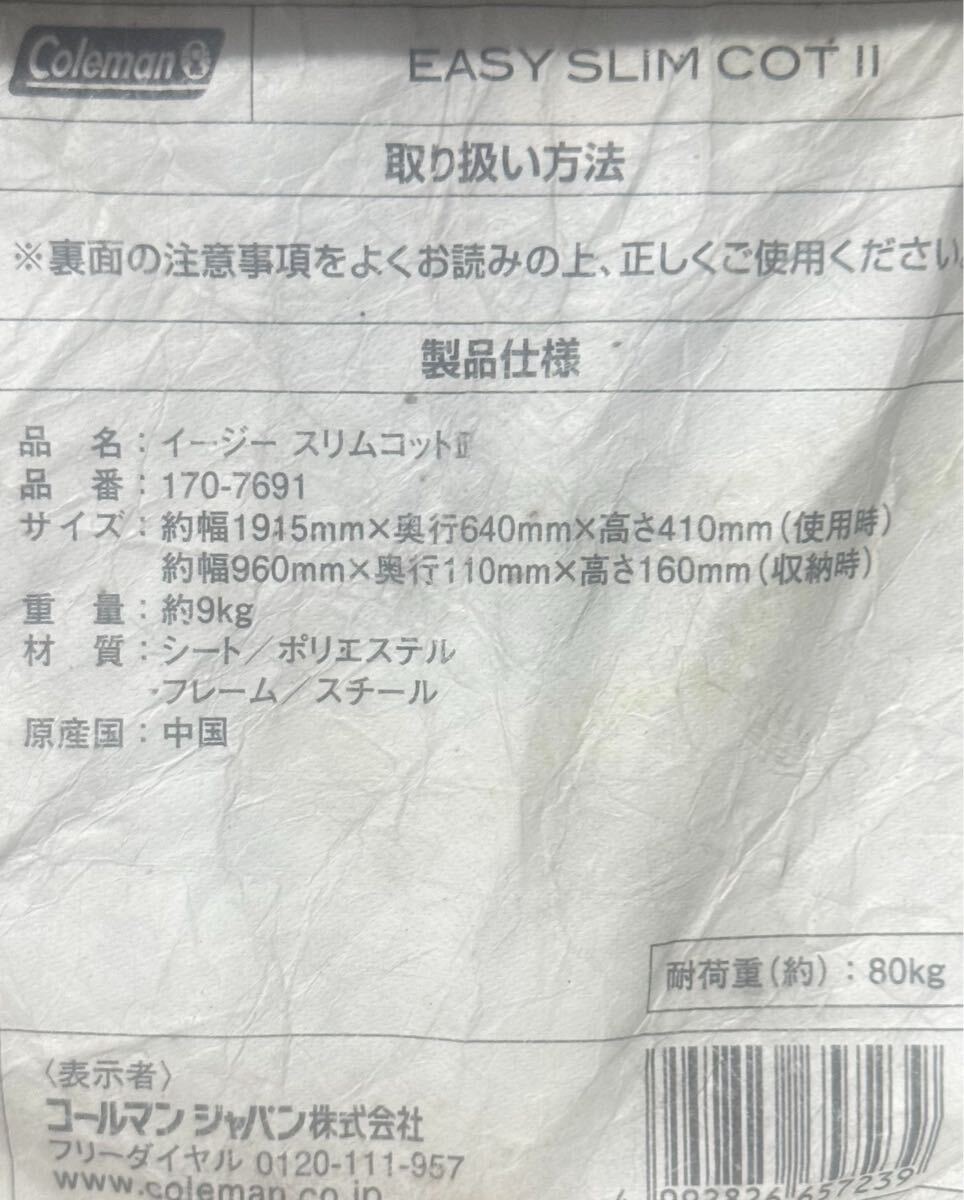 Coleman
EASY SLiM COT II
取り扱い方法
※裏面の注意事項をよくお読みの上、正しくご使用ください。
製品仕様
品　名：イージー スリムコットⅡ
品　番：170-7691
サイズ：約幅1915mm×奥行640mm×高さ410mm（使用時）
約幅960mm×奥行110mm×高さ160mm（収納時）
重　量：約9kg
材　質：シート／ポリエステル
フレーム／スチール
原産国：中国
耐荷重（約）：80kg
〈表示者〉
コールマン ジャパン株式会社
フリーダイヤル 0120-111-957
www.coleman.co.jp
4 992826 657239